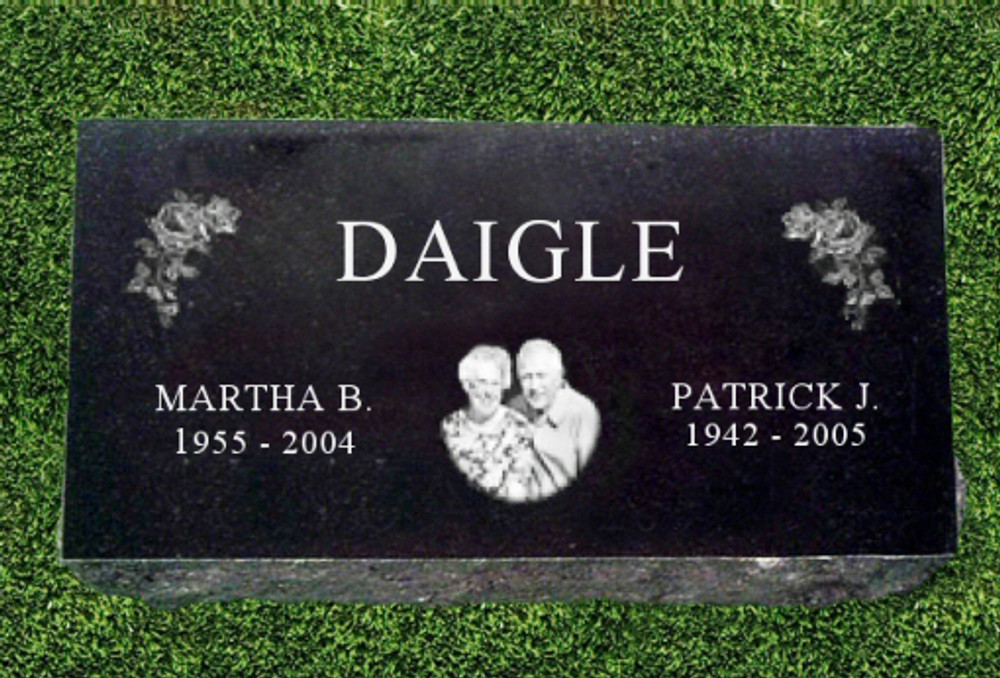 DAIGLE
MARTHA B.
1955 - 2004
PATRICK J.
1942 - 2005